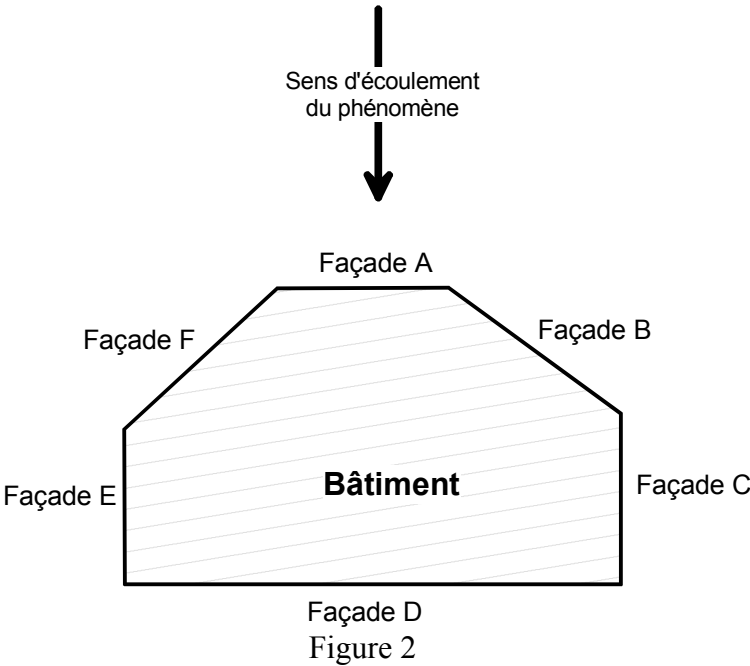 Sens d'écoulement
du phénomène
Façade A
Façade F
Façade B
Façade E
Bâtiment
Façade C
Façade D
Figure 2